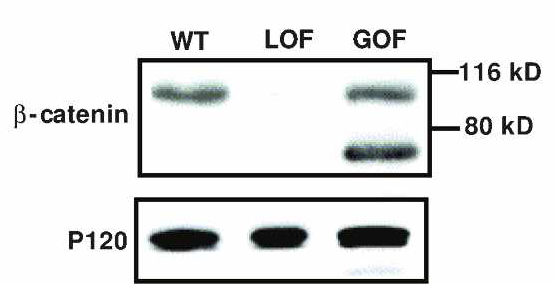 WT LOF GOF
116 kD
β-catenin
80 kD
P120